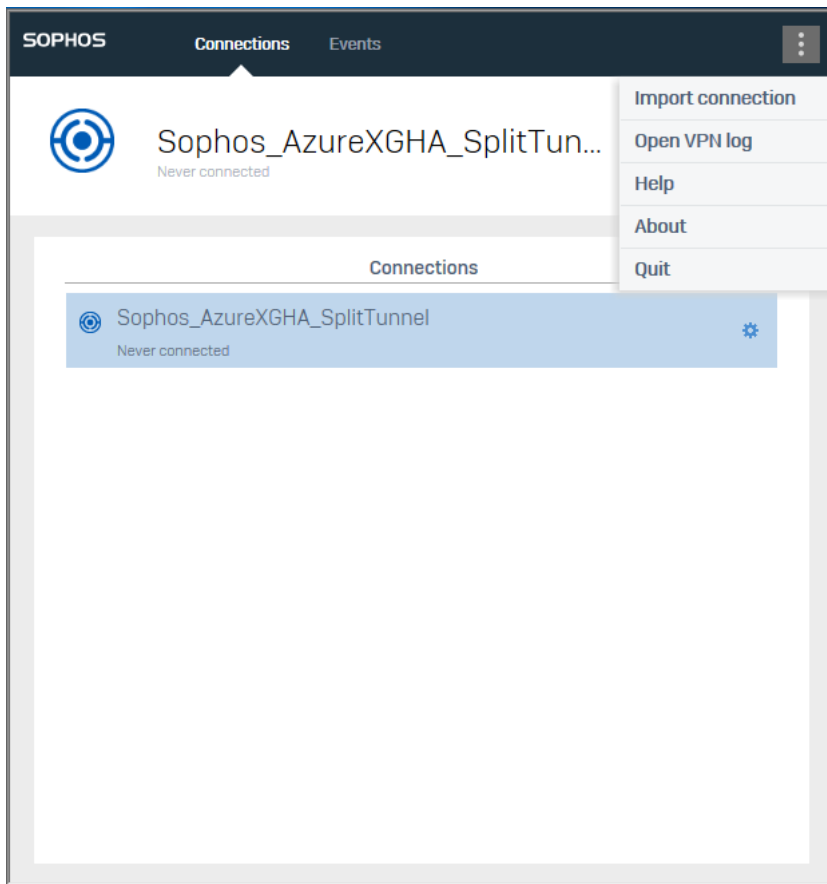 SOPHOS
Connections
Events
Import connection
Open VPN log
Help
About
Quit
Sophos_AzureXGHA_SplitTun...
Never connected
Connections
Sophos_AzureXGHA_SplitTunnel
Never connected